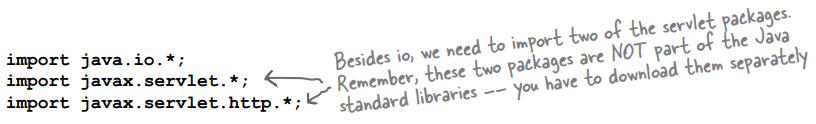 import java.io.*;
import javax.servlet.*;
import javax.servlet.http.*;
Besides io, we need to import two of the servlet packages.
Remember, these two packages are NOT part of the Java
standard libraries -- you have to download them separately